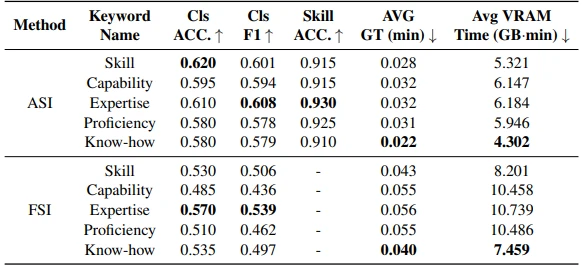 Method Keyword Name Cls ACC. ↑ Cls F1 ↑ Skill ACC. ↑ AVG GT (min) ↓ Avg VRAM Time (GB·min) ↓
ASI
Skill 0.620 0.601 0.915 0.028 5.321
Capability 0.595 0.594 0.915 0.032 6.147
Expertise 0.610 0.608 0.930 0.032 6.184
Proficiency 0.580 0.578 0.925 0.031 5.946
Know-how 0.580 0.579 0.910 0.022 4.302
FSI
Skill 0.530 0.506 - 0.043 8.201
Capability 0.485 0.436 - 0.055 10.458
Expertise 0.570 0.539 - 0.056 10.739
Proficiency 0.510 0.462 - 0.055 10.486
Know-how 0.535 0.497 - 0.040 7.459